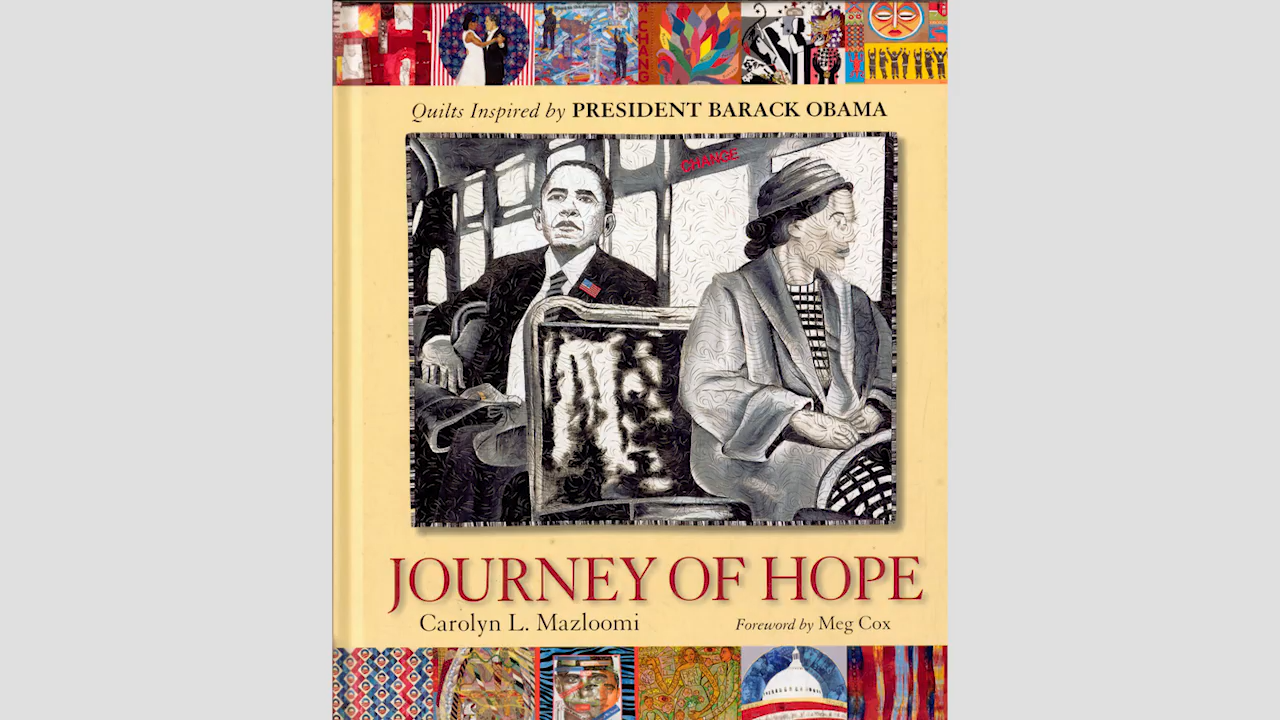 Quilts Inspired by PRESIDENT BARACK OBAMA
CHANGE
JOURNEY OF HOPE
Carolyn L. Mazloomi
Foreword by Meg Cox